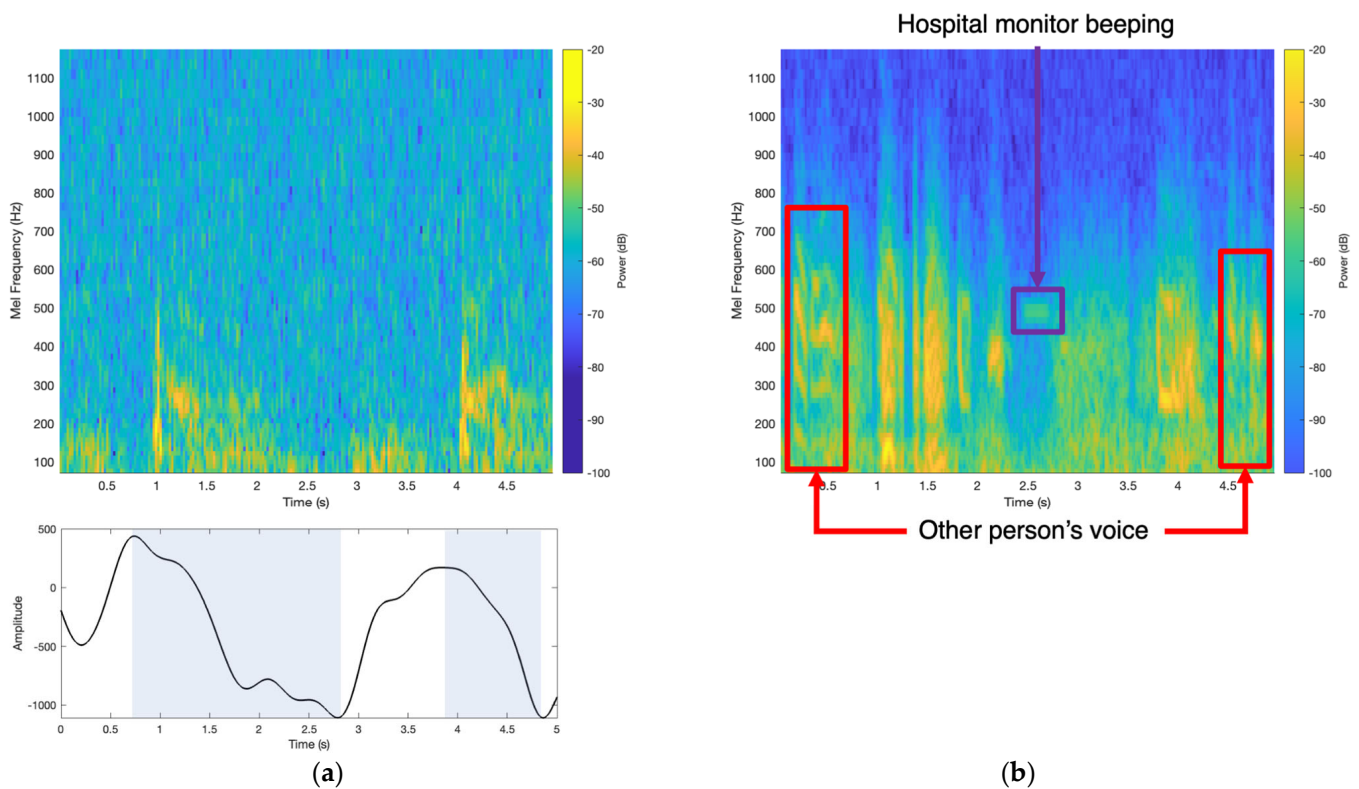 Hospital monitor beeping
1100
1000
900
800
700
600
500
400
300
200
100
Mel Frequency (Hz)
0.5 1 1.5 2 2.5 3 3.5 4 4.5
Time (s)
-20
-30
-40
-50
-60
-70
-80
-90
-100
Power (dB)
1100
1000
900
800
700
600
500
400
300
200
100
Mel Frequency (Hz)
0.5 1 1.5 2 2.5 3 3.5 4 4.5
Time (s)
-20
-30
-40
-50
-60
-70
-80
-90
-100
Power (dB)
Other person's voice
500
0
-500
-1000
Amplitude
0 0.5 1 1.5 2 2.5 3 3.5 4 4.5 5
Time (s)
(a)
(b)